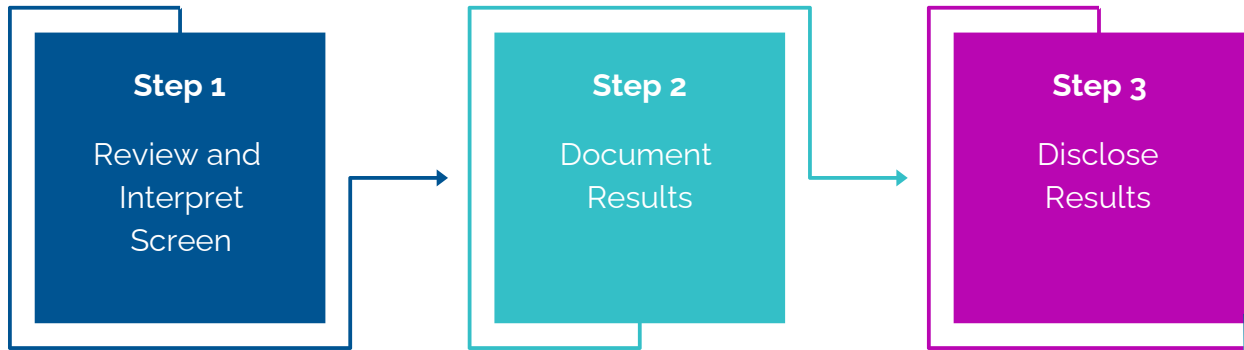 Step 1
Review and
Interpret
Screen
Step 2
Document
Results
Step 3
Disclose
Results